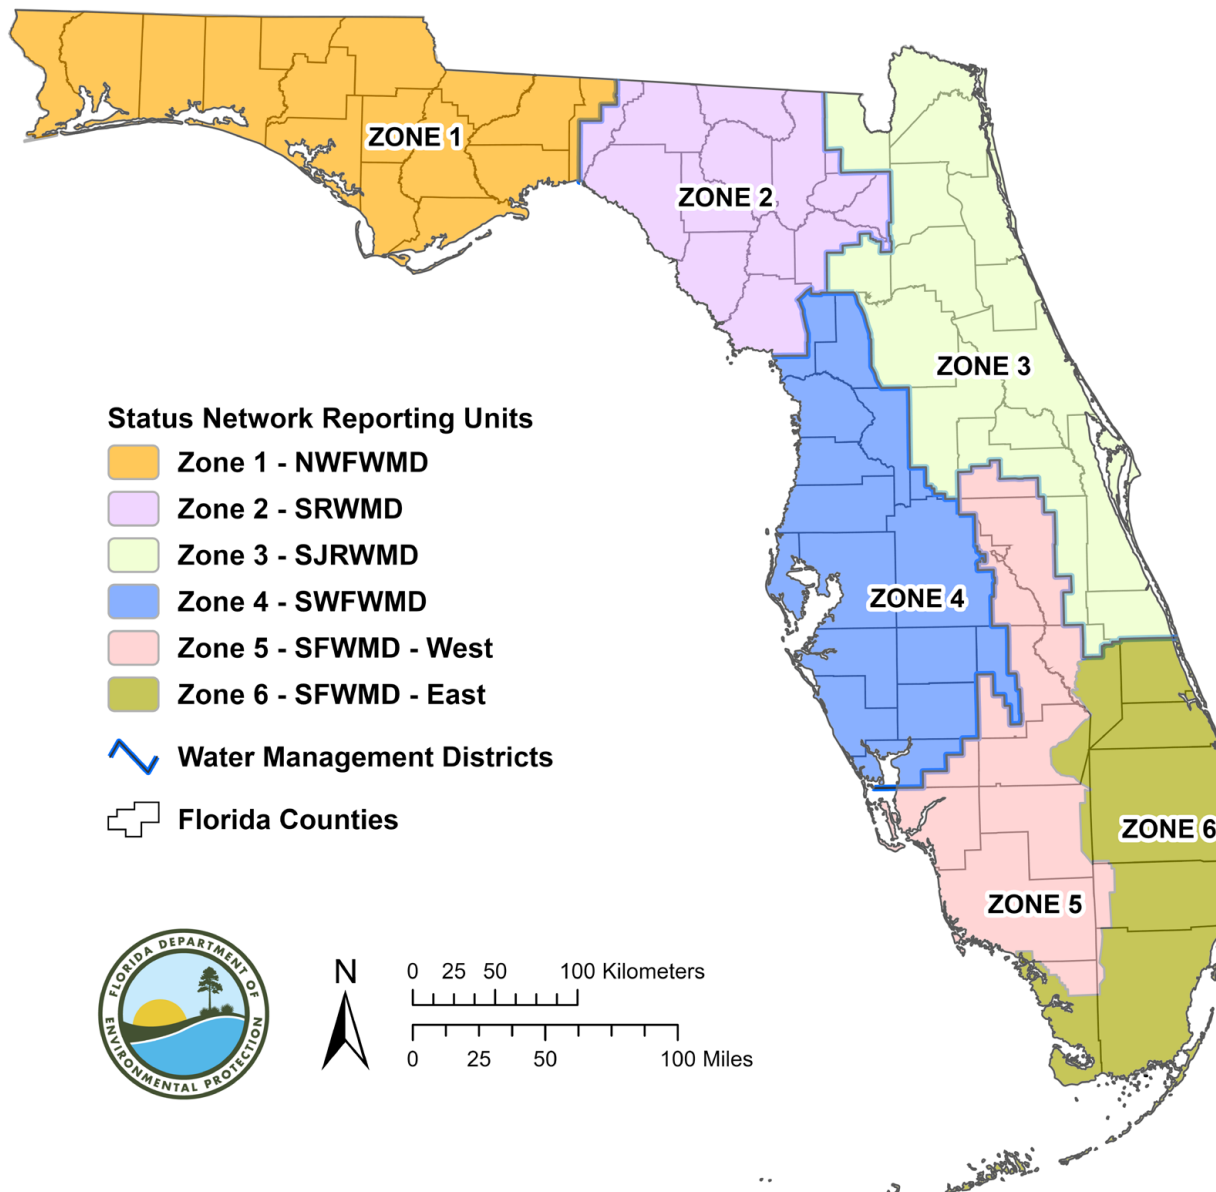 ZONE 1
ZONE 2
ZONE 3
ZONE 4
ZONE 5
ZONE 6
Status Network Reporting Units
Zone 1 - NWFWMD
Zone 2 - SRWMD
Zone 3 - SJRWMD
Zone 4 - SWFWMD
Zone 5 - SFWMD - West
Zone 6 - SFWMD - East
Water Management Districts
Florida Counties
FLORIDA DEPARTMENT OF
ENVIRONMENTAL PROTECTION
N
0 25 50 100 Kilometers
0 25 50 100 Miles